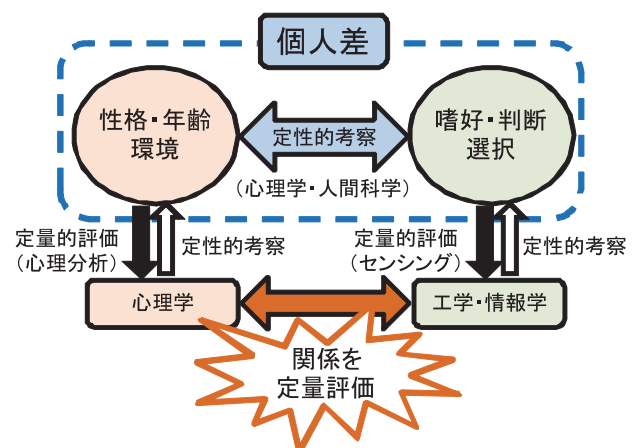 個人差
性格・年齢
環境
定性的考察
嗜好・判断
選択
(心理学・人間科学)
定量的評価
(心理分析)
定性的考察
定量的評価
(センシング)
定性的考察
心理学
工学・情報学
関係を
定量評価